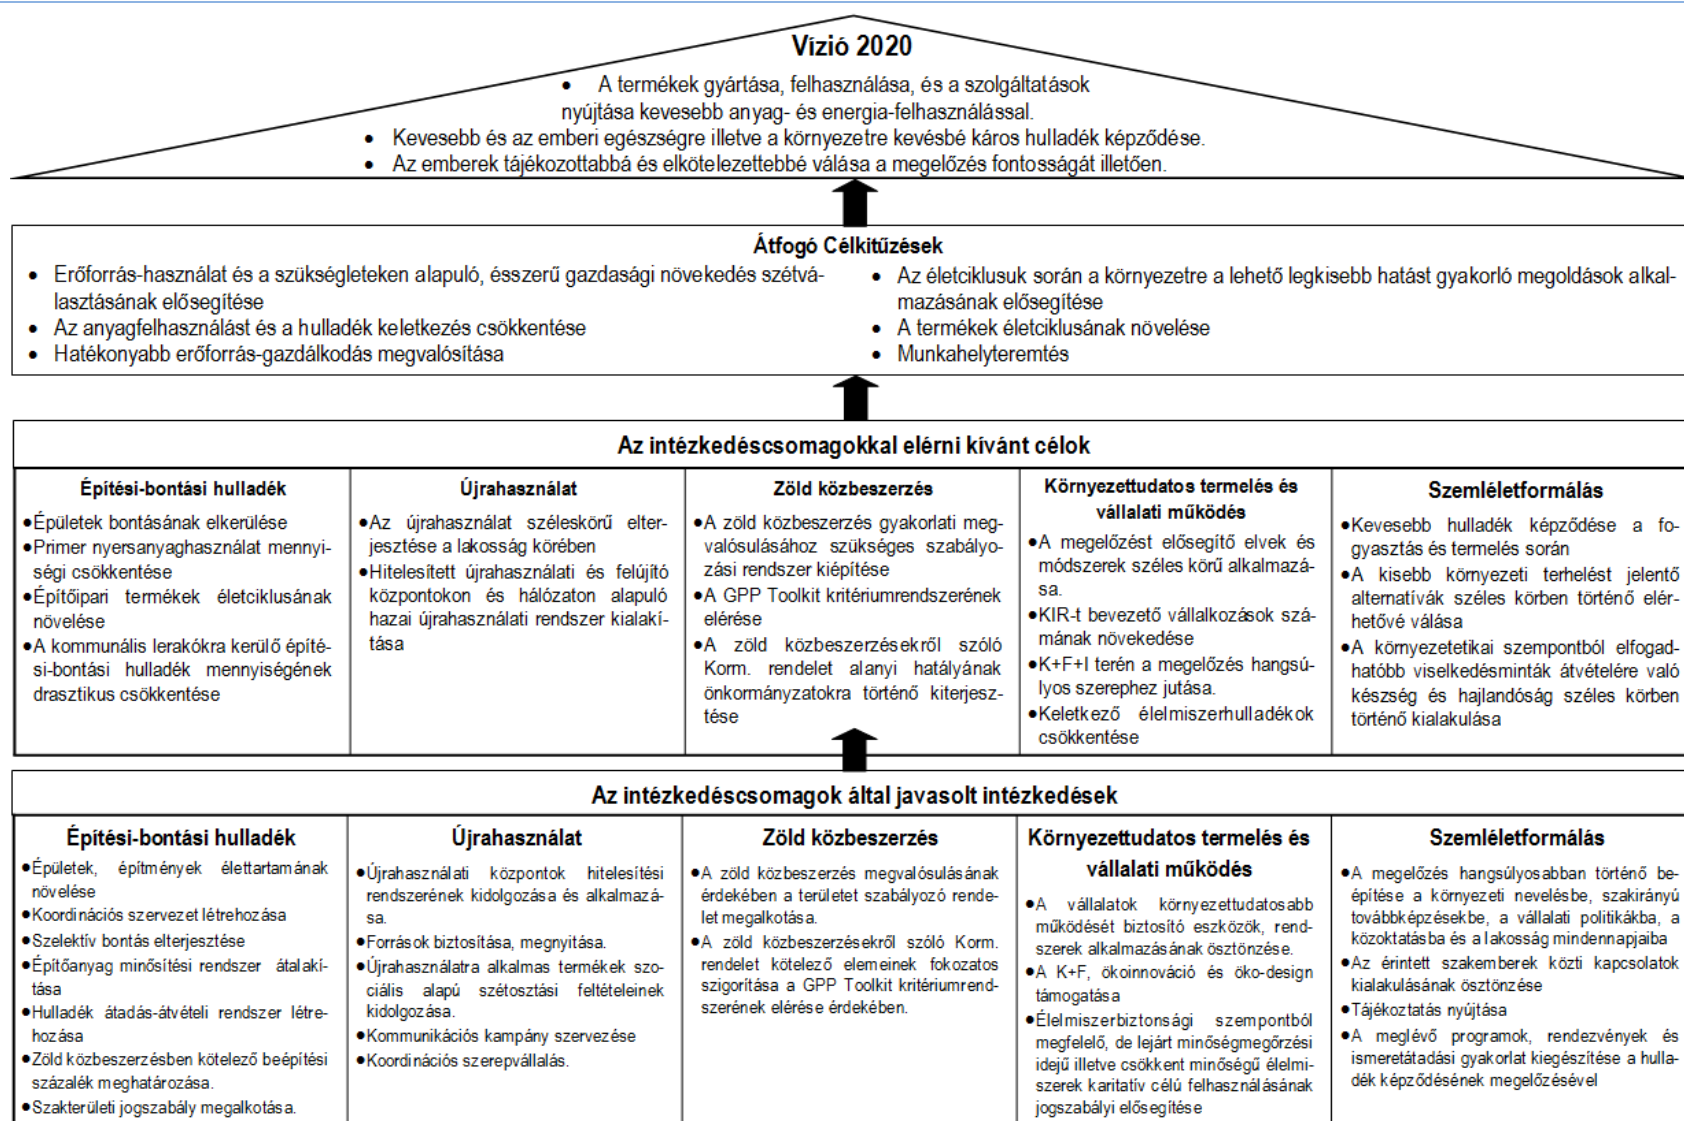 Vízió 2020
• A termékek gyártása, felhasználása, és a szolgáltatások
nyújtása kevesebb anyag- és energia-felhasználással.
• Kevesebb és az emberi egészségre illetve a környezetre kevésbé káros hulladék képződése.
• Az emberek tájékozottabbá és elkötelezettebbé válása a megelőzés fontosságát illetően.
Átfogó Célkitűzések
• Erőforrás-használat és a szükségleteken alapuló, ésszerű gazdasági növekedés szétvá-
lasztásának elősegítése
• Az anyagfelhasználást és a hulladék keletkezés csökkentése
• Hatékonyabb erőforrás-gazdálkodás megvalósítása
• Az életciklusuk során a környezetre a lehető legkisebb hatást gyakorló megoldások alkal-
mazásának elősegítése
• A termékek életciklusának növelése
• Munkahelyteremtés
Az intézkedéscsomagokkal elérni kívánt célok
Építési-bontási hulladék
•Épületek bontásának elkerülése
•Primer nyersanyaghasználat mennyi-
ségi csökkentése
•Építőipari termékek életciklusának
növelése
•A kommunális lerakókra kerülő építé-
si-bontási hulladék mennyiségének
drasztikus csökkentése
Újrahasználat
•Az újrahasználat széleskörű elter-
jesztése a lakosság körében
•Hitelesített újrahasználati és felújító
központokon és hálózaton alapuló
hazai újrahasználati rendszer kialakí-
tása
Zöld közbeszerzés
•A zöld közbeszerzés gyakorlati meg-
valósulásához szükséges szabályo-
zási rendszer kiépítése
•A GPP Toolkit kritériumrendszerének
elérése
•A zöld közbeszerzésekről szóló
Korm. rendelet alanyi hatályának
önkormányzatokra történő kiterjesz-
tése
Környezettudatos termelés és
vállalati működés
•A megelőzést elősegítő elvek és
módszerek széles körű alkalmazá-
sa.
•KIR-t bevezető vállalkozások szá-
mának növekedése
•K+F+I terén a megelőzés hangsú-
lyos szerephez jutása.
•Keletkező élelmiszerhulladékok
csökkentése
Szemléletformálás
•Kevesebb hulladék képződése a fo-
gyasztás és termelés során
•A kisebb környezeti terhelést jelentő
alternatívák széles körben történő elér-
hetővé válása
•A környezetetikai szempontból elfogad-
hatóbb viselkedésminták átvételére való
készség és hajlandóság széles körben
történő kialakulása
Az intézkedéscsomagok által javasolt intézkedések
Építési-bontási hulladék
•Épületek, építmények élettartamának
növelése
•Koordinációs szervezet létrehozása
•Szelektív bontás elterjesztése
•Építőanyag minősítési rendszer átalakí-
tása
•Hulladék átadás-átvételi rendszer létre-
hozása
•Zöld közbeszerzésben kötelező beépítési
százalék meghatározása.
•Szakterületi jogszabály megalkotása.
Újrahasználat
•Újrahasználati központok hitelesítési
rendszerének kidolgozása és alkalmazá-
sa.
•Források biztosítása, megnyitása.
•Újrahasználatra alkalmas termékek szo-
ciális alapú szétosztási feltételeinek
kidolgozása.
•Kommunikációs kampány szervezése
•Koordinációs szerepvállalás.
Zöld közbeszerzés
•A zöld közbeszerzés megvalósulásának
érdekében a területet szabályozó rende-
let megalkotása.
•A zöld közbeszerzésekről szóló Korm.
rendelet kötelező elemeinek fokozatos
szigorítása a GPP Toolkit kritériumrend-
szerének elérése érdekében.
Környezettudatos termelés és
vállalati működés
•A vállalatok környezettudatosabb
működését biztosító eszközök, rend-
szerek alkalmazásának ösztönzése.
•A K+F, ökoinnováció és öko-design
támogatása
•Élelmiszerbiztonsági szempontból
megfelelő, de lejárt minőségmegőrzési
idejű illetve csökkent minőségű élelmi-
szerek karitatív célú felhasználásának
jogszabályi elősegítése
Szemléletformálás
•A megelőzés hangsúlyosabban történő be-
építése a környezeti nevelésbe, szakirányú
továbbképzésekbe, a vállalati politikákba, a
közoktatásba és a lakosság mindennapjaiba
•Az érintett szakemberek közti kapcsolatok
kialakulásának ösztönzése
•Tájékoztatás nyújtása
•A meglévő programok, rendezvények és
ismeretátadási gyakorlat kiegészítése a hulla-
dék képződésének megelőzésével